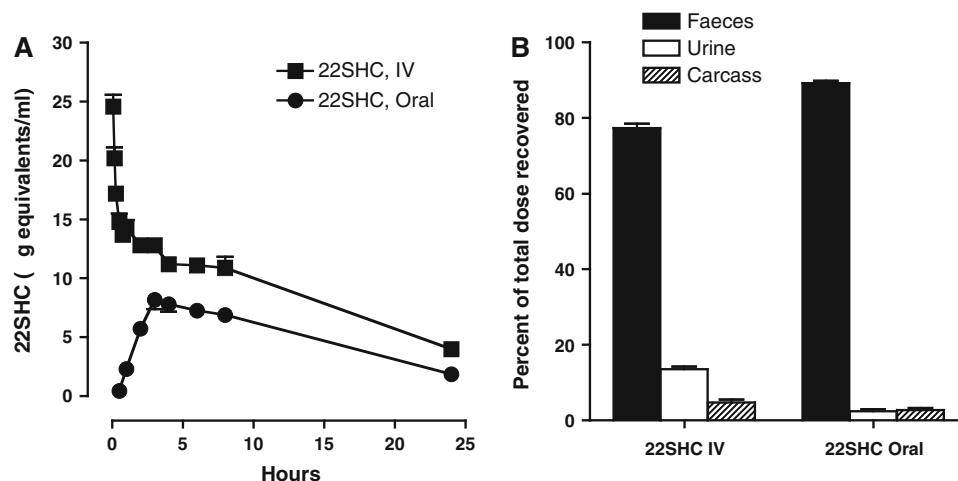 A
30
25
20
15
10
5
0
22SHC ( g equivalents/ml)
22SHC, IV
22SHC, Oral
0 5 10 15 20 25
Hours
B
Faeces
Urine
Carcass
100
80
60
40
20
0
Percent of total dose recovered
22SHC IV 22SHC Oral